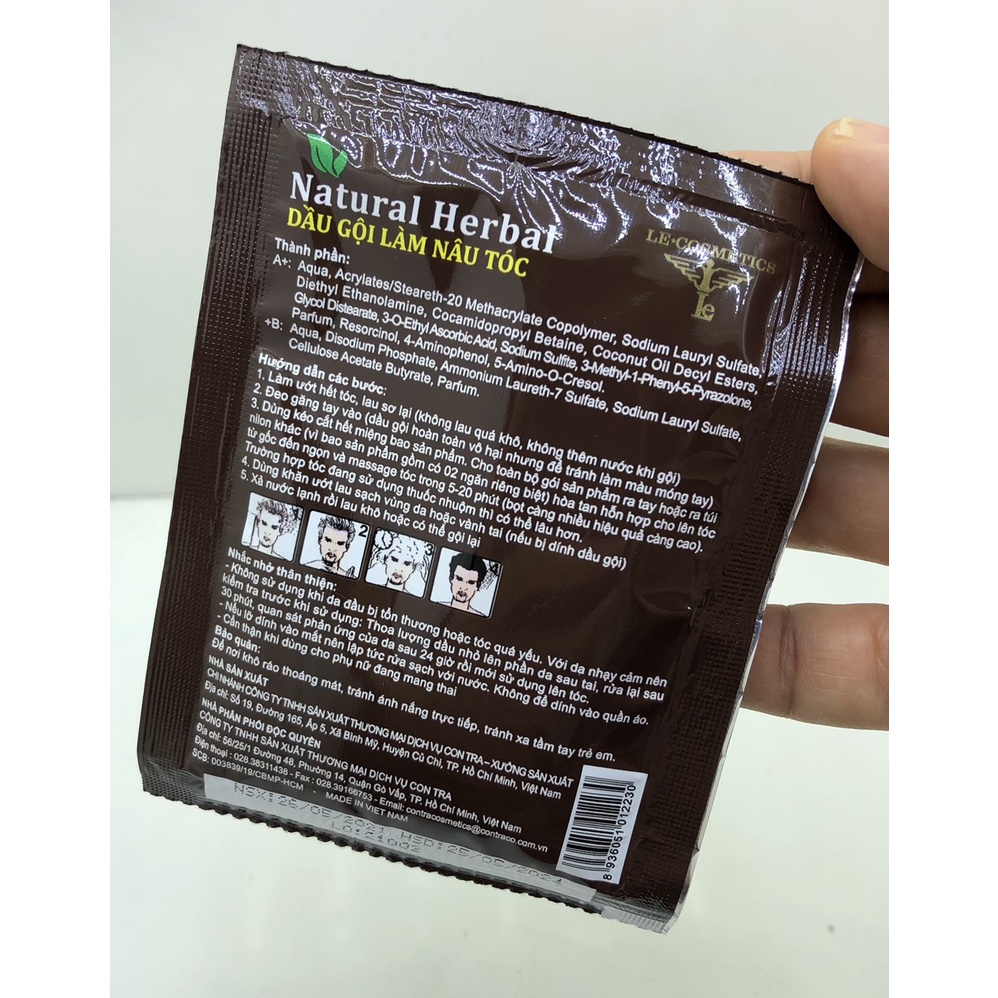 Natural Herbal
DẦU GỘI LÀM NÂU TÓC
LE•COSMETICS
Le
Thành phần:
A+: Aqua, Acrylates/Steareth-20 Methacrylate Copolymer, Sodium Lauryl Sulfate,
Diethyl Ethanolamine, Cocamidopropyl Betaine, Coconut Oil Decyl Esters,
Glycol Distearate, 3-O-Ethyl Ascorbic Acid, Sodium Sulfite, 3-Methyl-1-Phenyl-5-Pyrazolone,
Parfum, Resorcinol, 4-Aminophenol, 5-Amino-O-Cresol.
+B: Aqua, Disodium Phosphate, Ammonium Laureth-7 Sulfate, Sodium Lauryl Sulfate,
Cellulose Acetate Butyrate, Parfum.
Hướng dẫn các bước:
1. Làm ướt hết tóc, lau sơ lại (không lau quá khô, không thêm nước khi gội)
2. Đeo găng tay vào (dầu gội hoàn toàn vô hại nhưng để tránh làm màu móng tay)
3. Dùng kéo cắt hết miệng bao sản phẩm. Cho toàn bộ gói sản phẩm ra tay hoặc ra túi
nilon khác (vì bao sản phẩm gồm có 02 ngăn riêng biệt) hòa tan hỗn hợp cho lên tóc
từ gốc đến ngọn và massage tóc trong 5-20 phút (bọt càng nhiều hiệu quả càng cao).
Trường hợp tóc đang sử dụng thuốc nhuộm thì có thể lâu hơn.
4. Dùng khăn ướt lau sạch vùng da hoặc vành tai (nếu bị dính dầu gội)
5. Xả nước lạnh rồi lau khô hoặc có thể gội lại
1
2
3
Nhắc nhở thân thiện:
- Không sử dụng khi da đầu bị tổn thương hoặc tóc quá yếu. Với da nhạy cảm nên
kiểm tra trước khi sử dụng: Thoa lượng dầu nhỏ lên phần da sau tai, rửa lại sau
30 phút, quan sát phản ứng của da sau 24 giờ rồi mới sử dụng lên tóc.
- Nếu lỡ dính vào mắt nên lập tức rửa sạch với nước. Không để dính vào quần áo.
- Cẩn thận khi dùng cho phụ nữ đang mang thai
Bảo quản:
Để nơi khô ráo thoáng mát, tránh ánh nắng trực tiếp, tránh xa tầm tay trẻ em.
NHÀ SẢN XUẤT
CHI NHÁNH CÔNG TY TNHH SẢN XUẤT THƯƠNG MẠI DỊCH VỤ CON TRA – XƯỞNG SẢN XUẤT
Địa chỉ: Số 19, Đường 165, Ấp 5, Xã Bình Mỹ, Huyện Củ Chi, TP. Hồ Chí Minh, Việt Nam
NHÀ PHÂN PHỐI ĐỘC QUYỀN
CÔNG TY TNHH SẢN XUẤT THƯƠNG MẠI DỊCH VỤ CON TRA
Địa chỉ: 56/25/1 Đường 48, Phường 14, Quận Gò Vấp, TP. Hồ Chí Minh, Việt Nam
Điện thoại : 028.38311438 - Fax : 028.39166753 - Email: contracosmetics@contraco.com.vn
SCB: 003839/19/CBMP-HCM MADE IN VIET NAM
NSX:26/05/2021 HSD:25/05/2024
LO:21002
8 936051 012230